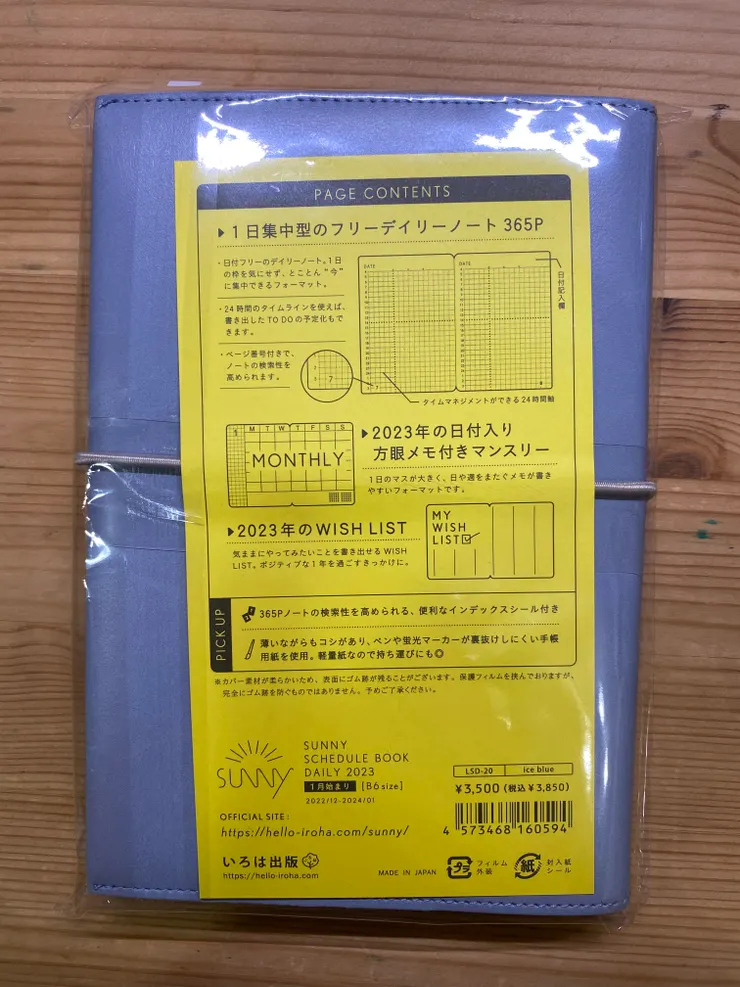 PAGE CONTENTS
1日集中型のフリーデイリーノート 365P
・日付フリーのデイリーノート。1日
の枠を気にせず、とことん“今”
に集中できるフォーマット。
・24時間のタイムラインを使えば、
書き出したTO DOの予定化もで
きます。
・ページ番号付きで、
ノートの検索性を
高められます。
DATE
DATE
日付記入欄
7
7
8
タイムマネジメントができる24時間軸
1
M T W T F S S
MONTHLY
2023年の日付入り
方眼メモ付きマンスリー
1日のマスが大きく、日や週をまたぐメモが書き
やすいフォーマットです。
2023年のWISH LIST
気ままにやってみたいことを書き出せるWISH
LIST。ポジティブな1年を過ごすきっかけに。
MY
WISH
LIST
PICK UP
365Pノートの検索性を高められる、便利なインデックスシール付き
薄いながらもコシがあり、ペンや蛍光マーカーが裏抜けしにくい手帳
用紙を使用。軽量紙なので持ち運びにも◎
※カバー素材が柔らかいため、表面にゴム跡が残ることがございます。保護フィルムを挟んでおりますが、
完全にゴム跡を防ぐものではありません。予めご了承ください。
SUNNY
SUNNY
SCHEDULE BOOK
DAILY 2023
1月始まり [B6 size]
2022/12-2024/01
LSD-20 ice blue
¥3,500 (税込¥3,850)
4 573468 160594
OFFICIAL SITE:
https://hello-iroha.com/sunny/
いろは出版
https://hello-iroha.com
MADE IN JAPAN
プラ
フィルム
外装
紙
封入紙
シール